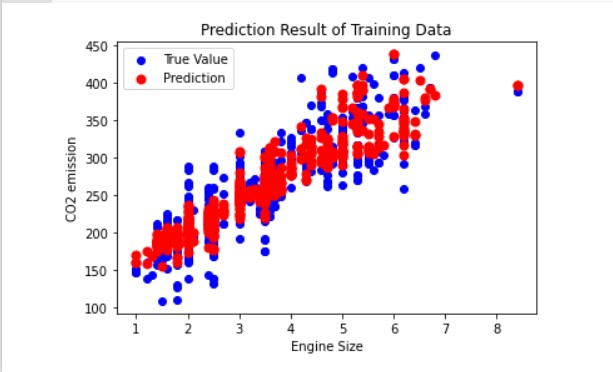 Prediction Result of Training Data
450
400
350
300
250
200
150
100
CO2 emission
True Value
Prediction
1 2 3 4 5 6 7 8
Engine Size